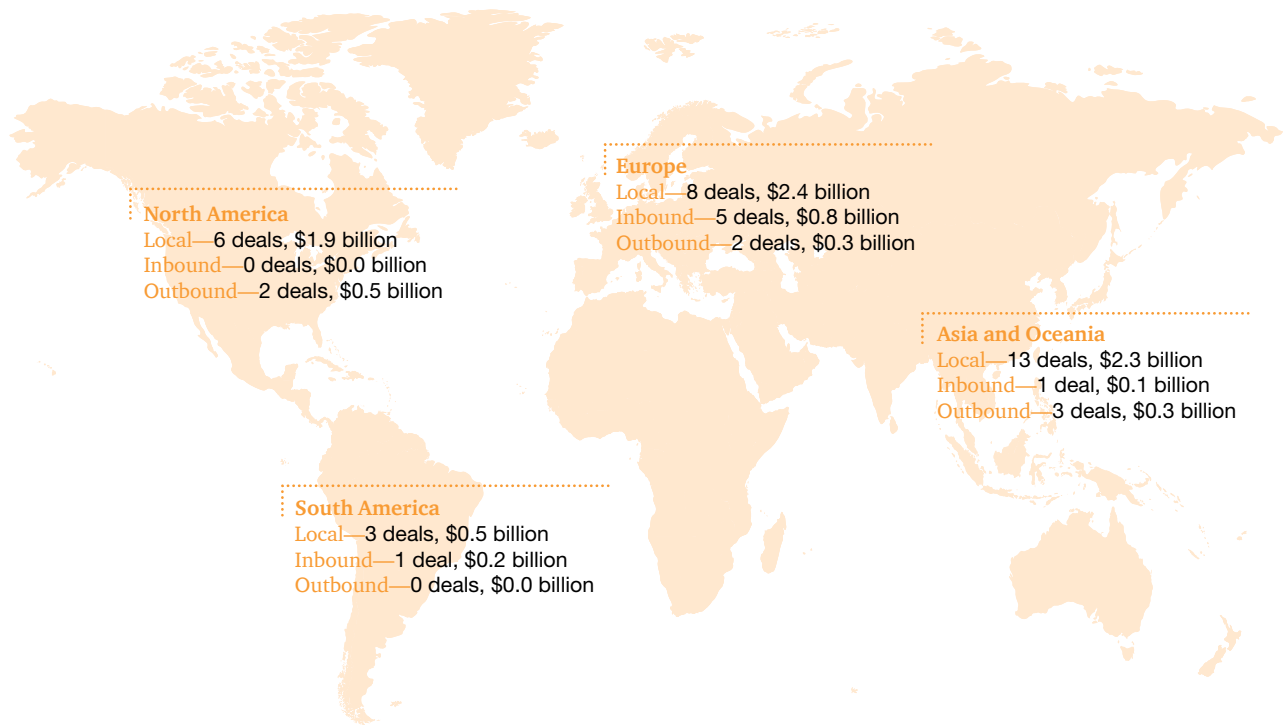 North America
Local—6 deals, $1.9 billion
Inbound—0 deals, $0.0 billion
Outbound—2 deals, $0.5 billion
Europe
Local—8 deals, $2.4 billion
Inbound—5 deals, $0.8 billion
Outbound—2 deals, $0.3 billion
Asia and Oceania
Local—13 deals, $2.3 billion
Inbound—1 deal, $0.1 billion
Outbound—3 deals, $0.3 billion
South America
Local—3 deals, $0.5 billion
Inbound—1 deal, $0.2 billion
Outbound—0 deals, $0.0 billion